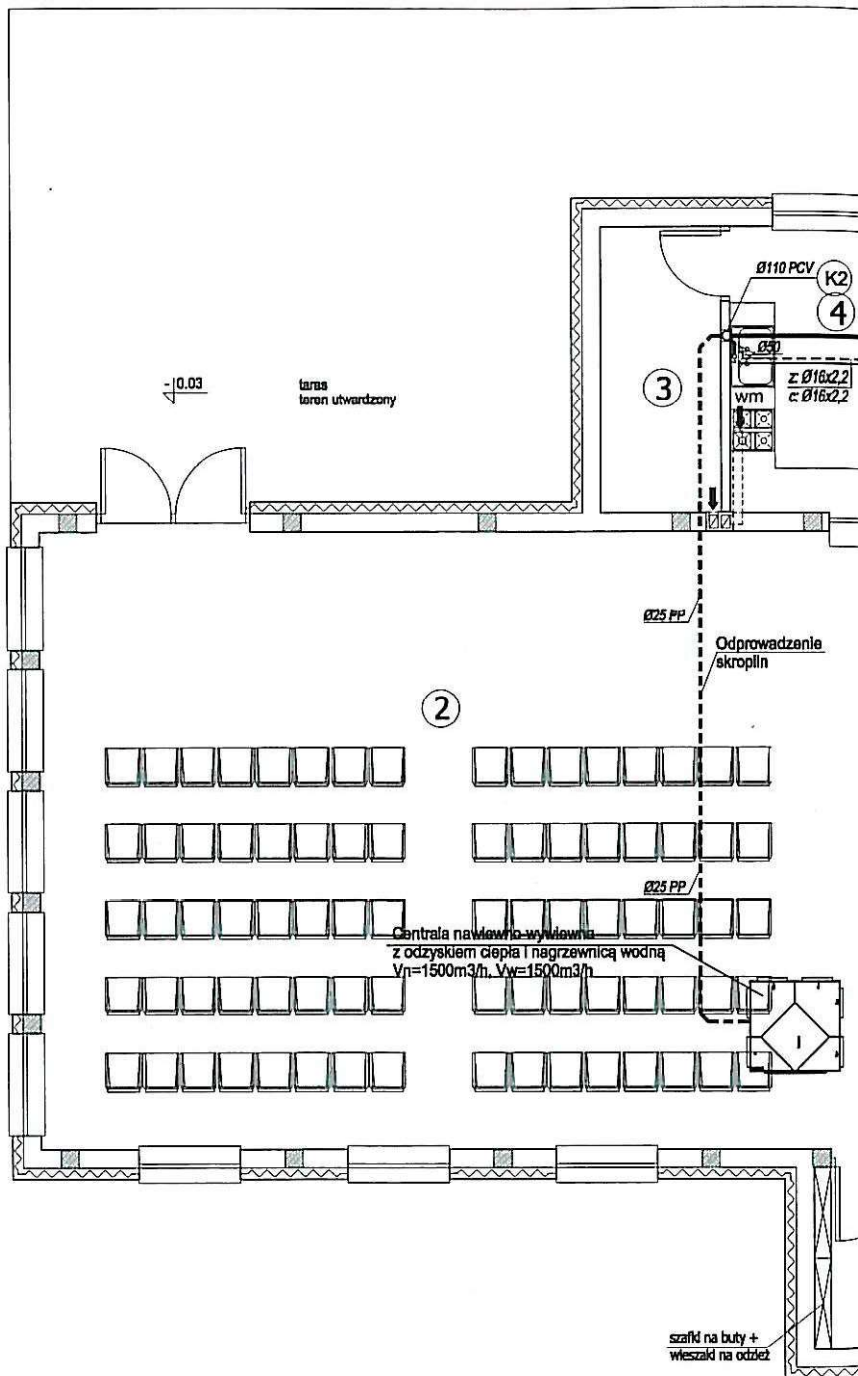 Ø110 PCV
K2
4
Ø50
z: Ø16x2,2
c: Ø16x2,2
wm
3
- 0.03
taras
teren utwardzony
Ø25 PP
Odprowadzenie
skroplin
2
Ø25 PP
Centrala nawiewno-wywiewna
z odzyskiem ciepła i nagrzewnicą wodną
Vn=1500m3/h, Vw=1500m3/h
I
szafki na buty +
wieszaki na odzież